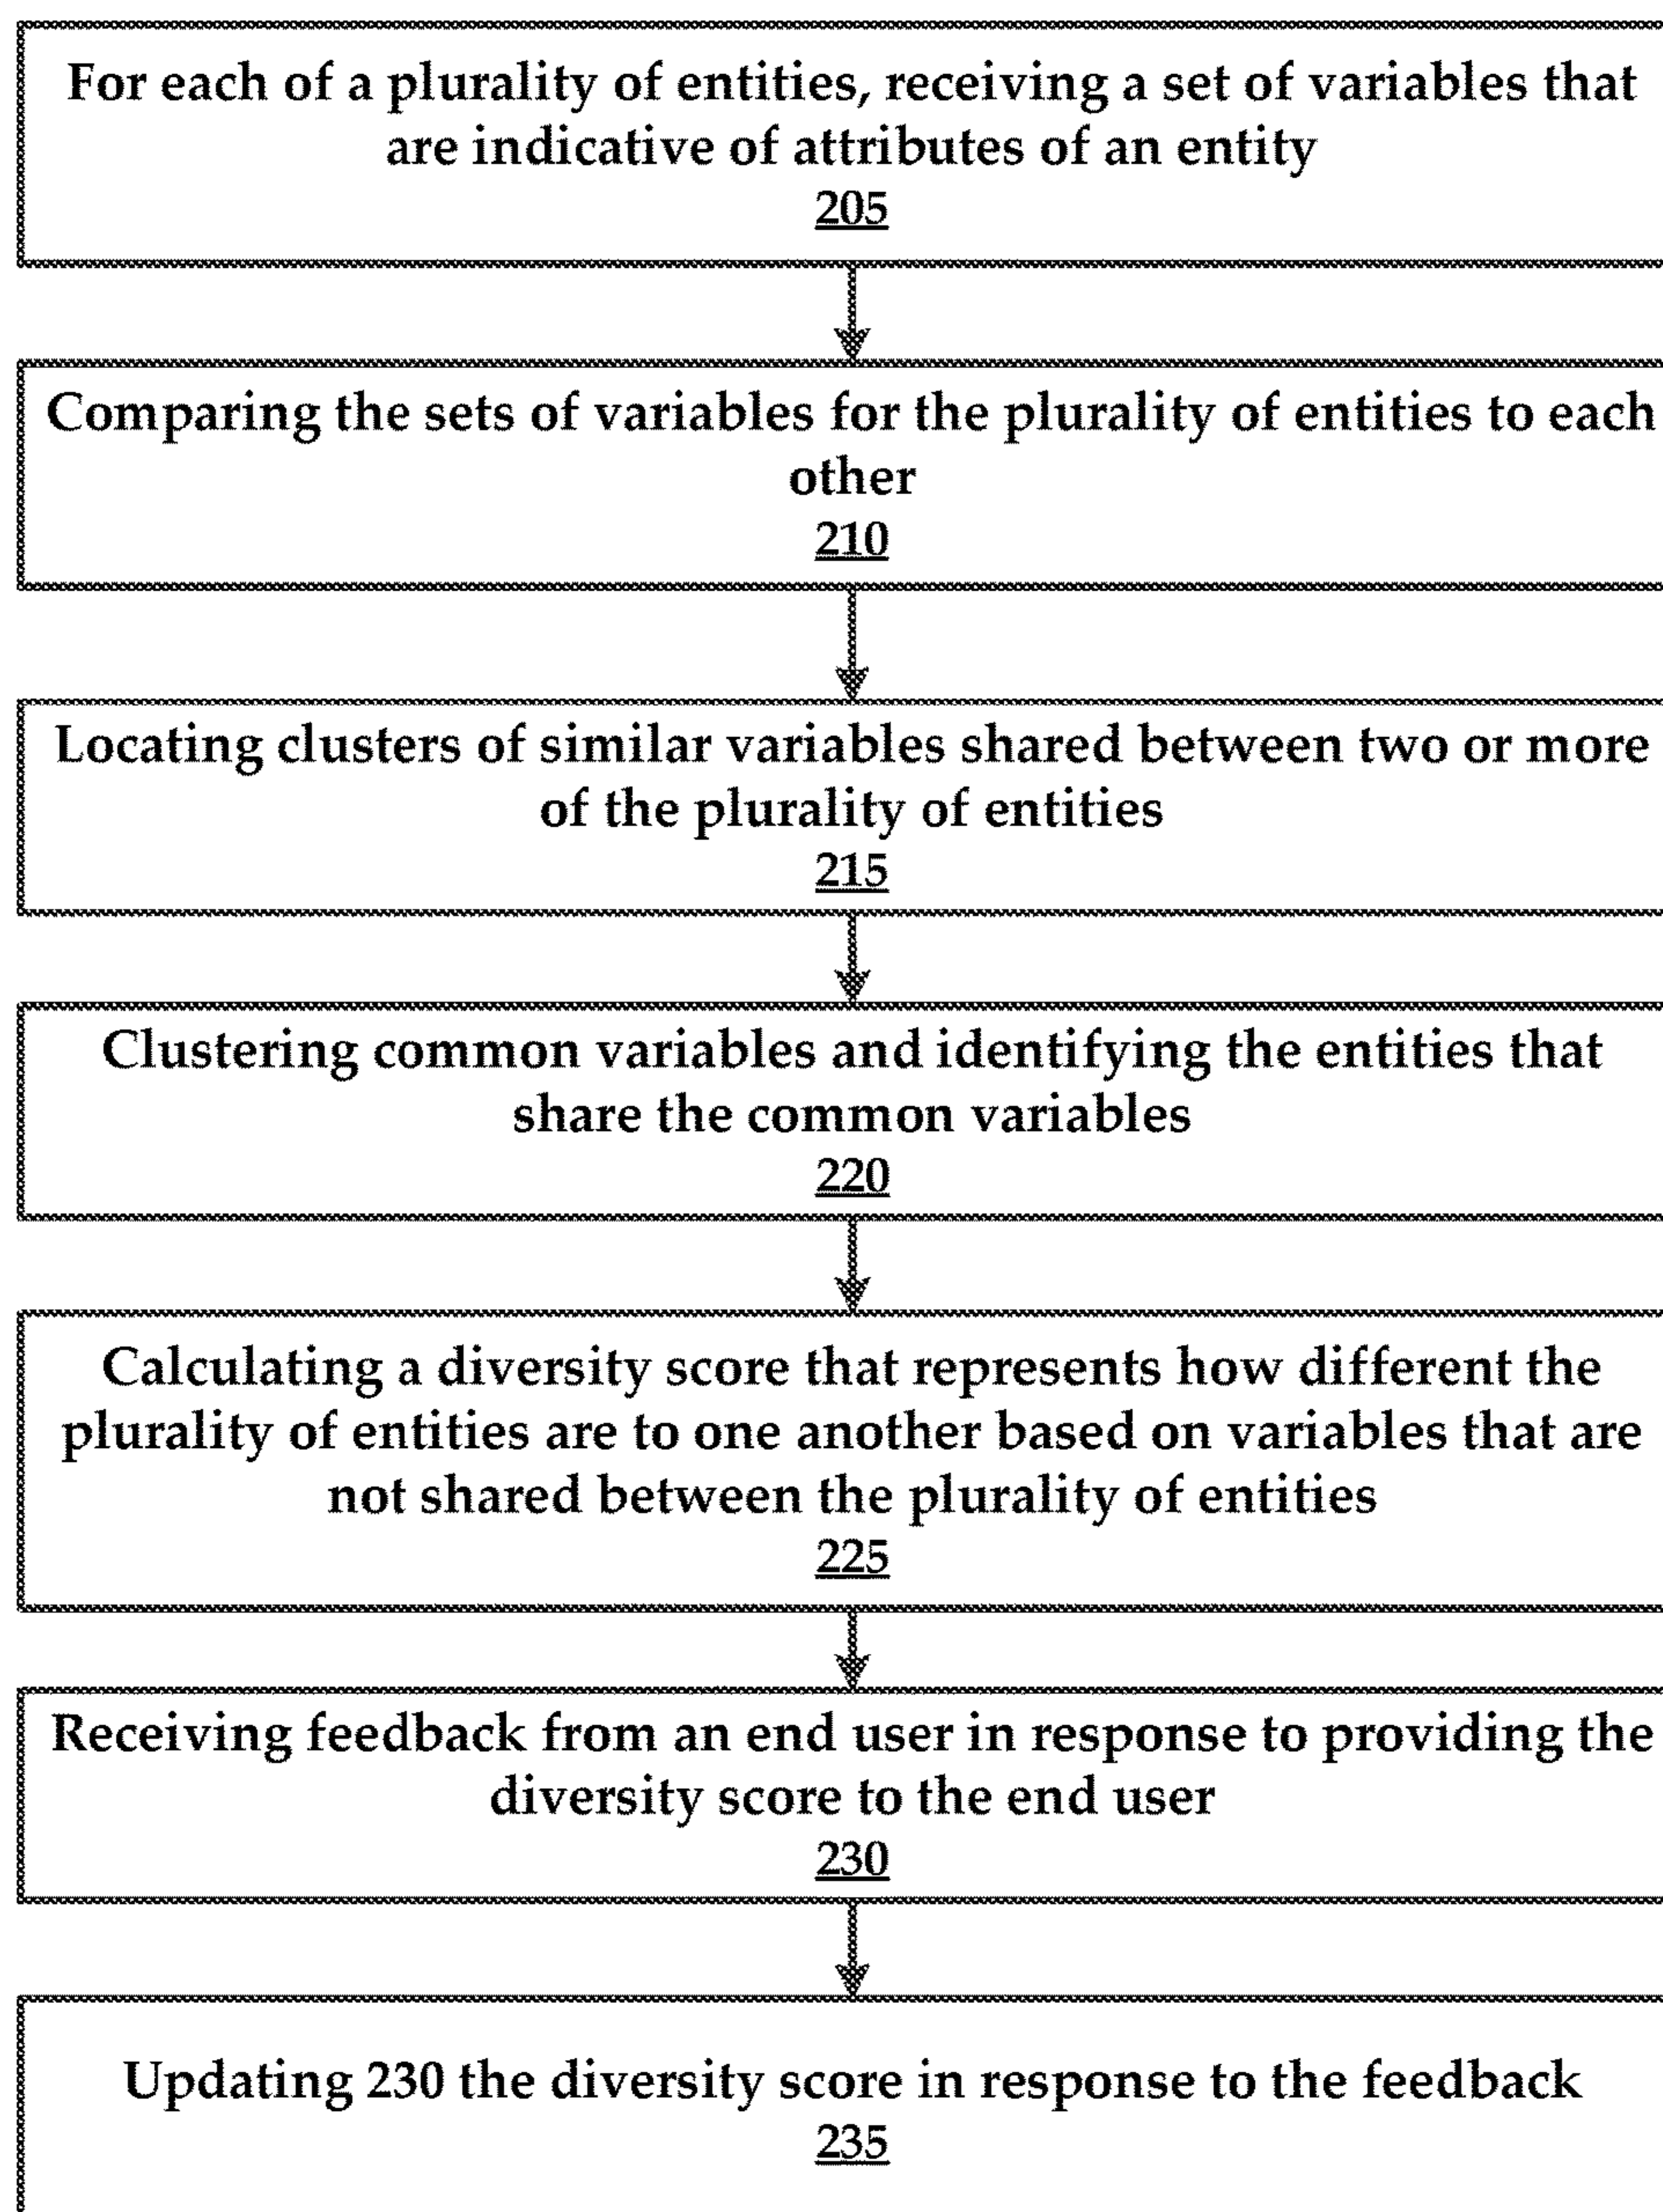 For each of a plurality of entities, receiving a set of variables that
are indicative of attributes of an entity
205
Comparing the sets of variables for the plurality of entities to each
other
210
Locating clusters of similar variables shared between two or more
of the plurality of entities
215
Clustering common variables and identifying the entities that
share the common variables
220
Calculating a diversity score that represents how different the
plurality of entities are to one another based on variables that are
not shared between the plurality of entities
225
Receiving feedback from an end user in response to providing the
diversity score to the end user
230
Updating 230 the diversity score in response to the feedback
235